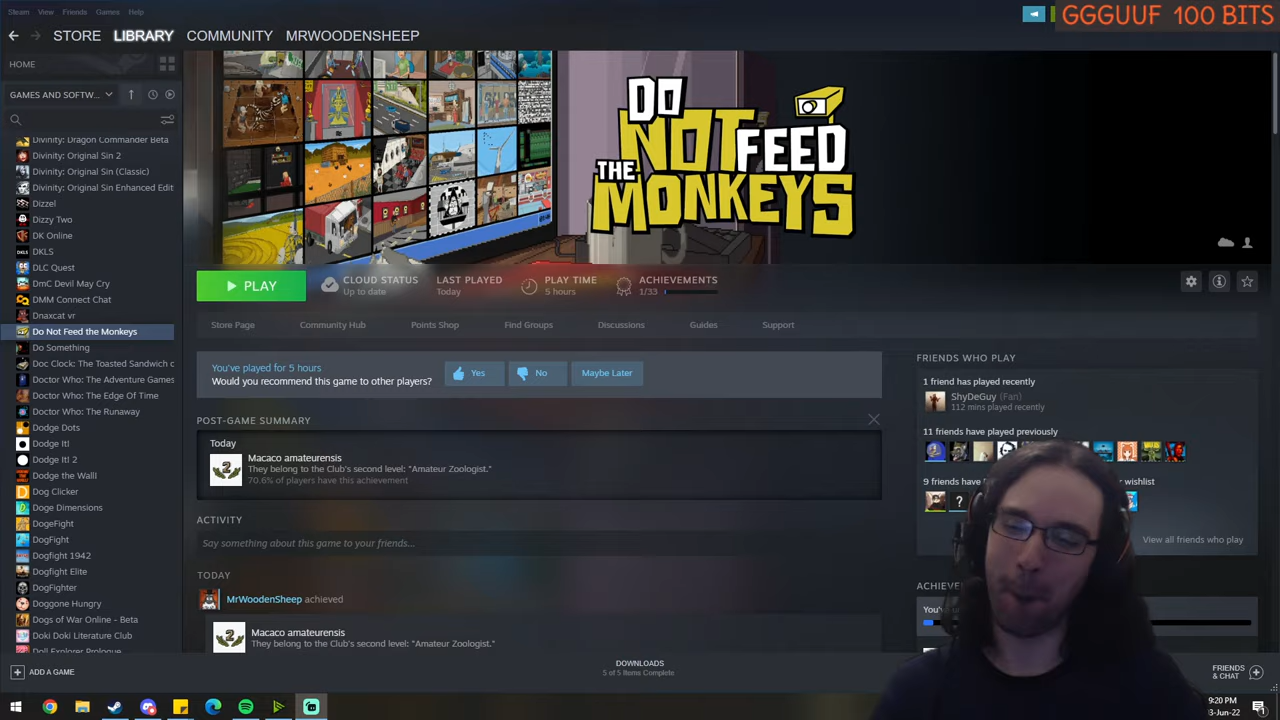 Steam View Friends Games Help
GGGUUF 100 BITS
STORE LIBRARY COMMUNITY MRWOODENSHEEP
HOME
GAMES AND SOFTW...
Divinity: Dragon Commander Beta
Divinity: Original Sin 2
Divinity: Original Sin (Classic)
Divinity: Original Sin Enhanced Edit
Dizzel
Dizzy Two
DK Online
DKLS
DLC Quest
DmC Devil May Cry
DMM Connect Chat
Dnaxcat vr
Do Not Feed the Monkeys
Do Something
Doc Clock: The Toasted Sandwich o
Doctor Who: The Adventure Games
Doctor Who: The Edge Of Time
Doctor Who: The Runaway
Dodge Dots
Dodge It!
Dodge It! 2
Dodge the Wall!
Dog Clicker
Doge Dimensions
DogeFight
DogFight
Dogfight 1942
Dogfight Elite
DogFighter
Doggone Hungry
Dogs of War Online - Beta
Doki Doki Literature Club
Doll Explorer Prologue
ADD A GAME
DO
NOT FEED
THE
MONKEYS
PLAY
CLOUD STATUS
Up to date
LAST PLAYED
Today
PLAY TIME
5 hours
ACHIEVEMENTS
1/33
Store Page Community Hub Points Shop Find Groups Discussions Guides Support
You've played for 5 hours
Would you recommend this game to other players?
Yes No Maybe Later
POST-GAME SUMMARY
Today
2
Macaco amateurensis
They belong to the Club's second level: "Amateur Zoologist."
70.6% of players have this achievement
ACTIVITY
Say something about this game to your friends...
TODAY
MrWoodenSheep achieved
2
Macaco amateurensis
They belong to the Club's second level: "Amateur Zoologist."
FRIENDS WHO PLAY
1 friend has played recently
ShyDeGuy (Fan)
112 mins played recently
11 friends have played previously
9 friends have
wishlist
?
View all friends who play
ACHIEVE
You've
DOWNLOADS
5 of 5 Items Complete
FRIENDS
& CHAT
9:20 PM
3-Jun-22